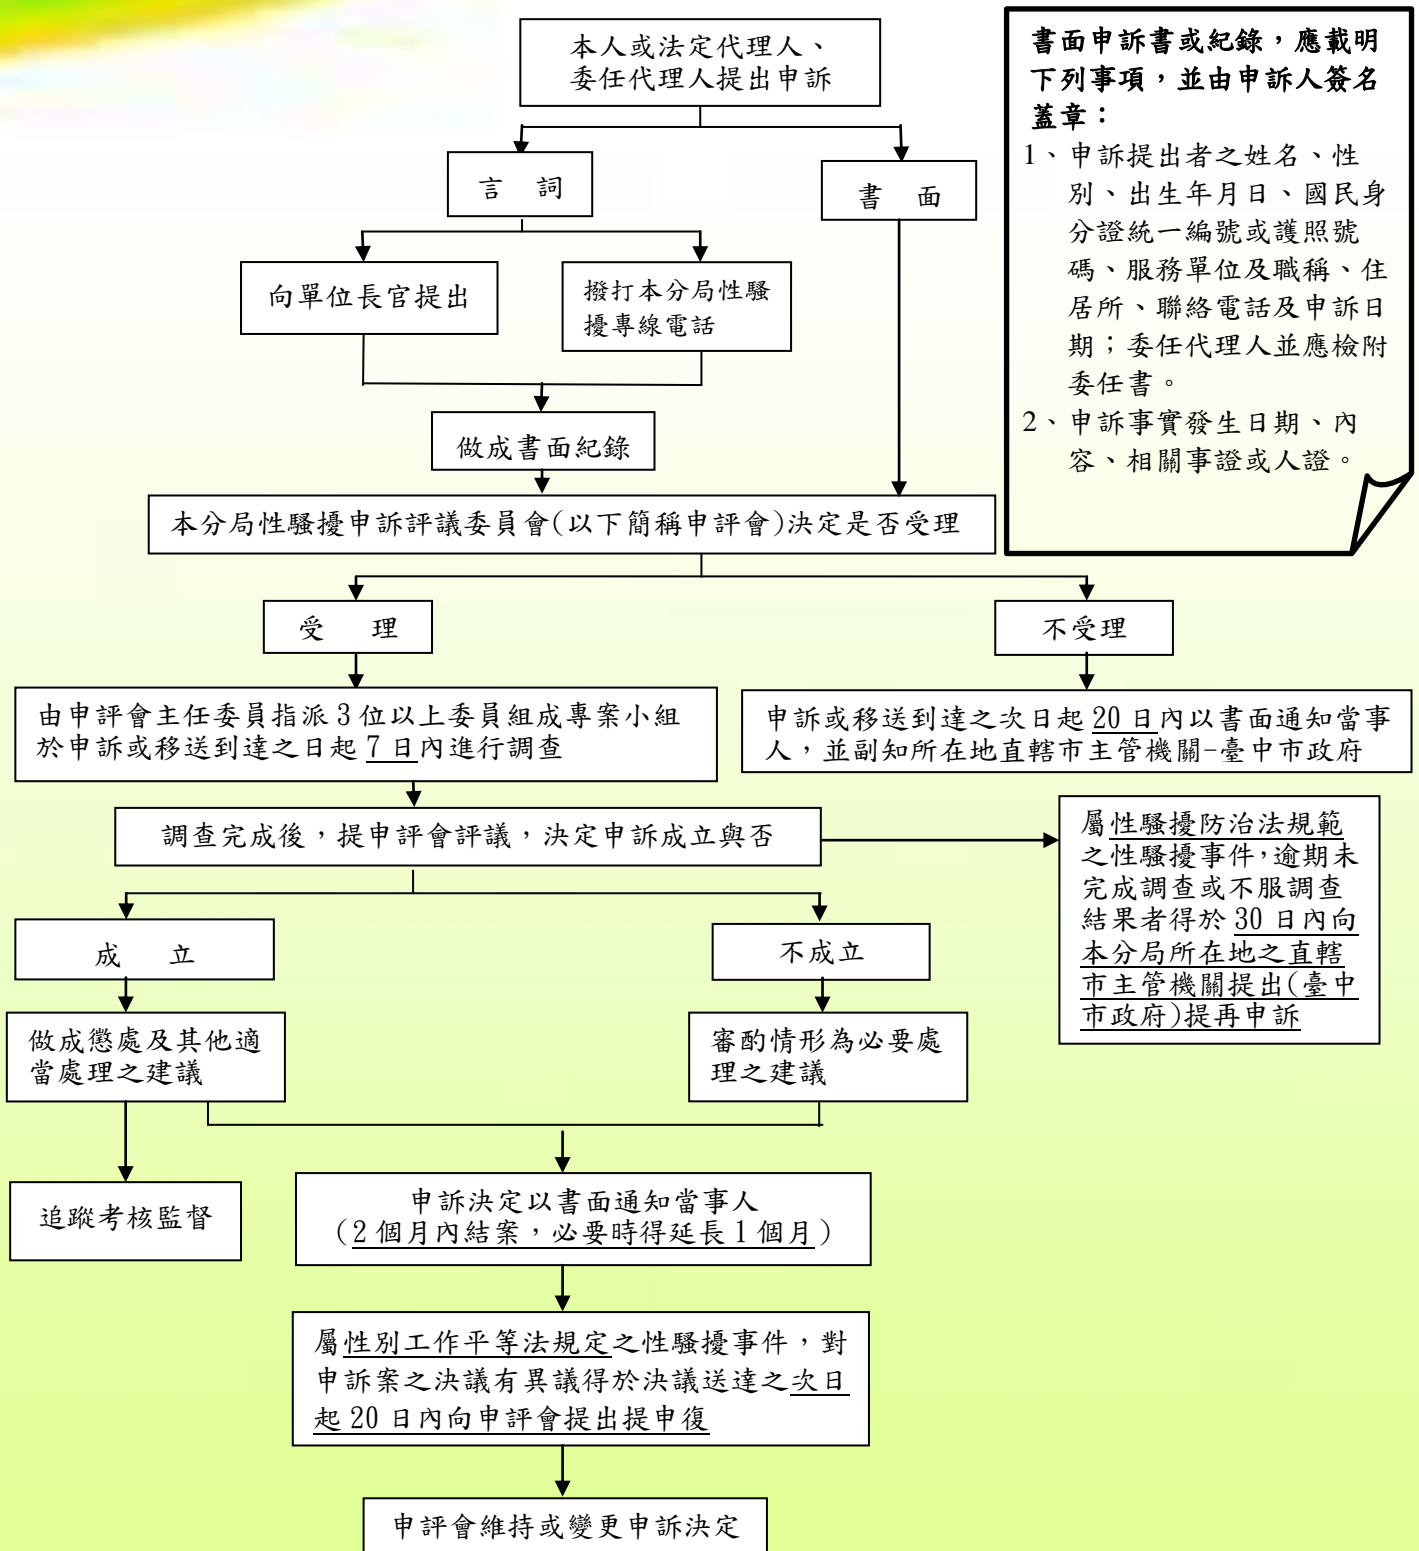 本人或法定代理人、
委任代理人提出申訴
書面申訴書或紀錄，應載明
下列事項，並由申訴人簽名
蓋章：
1、申訴提出者之姓名、性
別、出生年月日、國民身
分證統一編號或護照號
碼、服務單位及職稱、住
居所、聯絡電話及申訴日
期；委任代理人並應檢附
委任書。
2、申訴事實發生日期、內
容、相關事證或人證。
言　詞
書　面
向單位長官提出
撥打本分局性騷
擾專線電話
做成書面紀錄
本分局性騷擾申訴評議委員會(以下簡稱申評會)決定是否受理
受　理
不受理
由申評會主任委員指派 3 位以上委員組成專案小組
於申訴或移送到達之日起 7 日內進行調查
申訴或移送到達之次日起 20 日內以書面通知當事
人，並副知所在地直轄市主管機關-臺中市政府
調查完成後，提申評會評議，決定申訴成立與否
屬性騷擾防治法規範
之性騷擾事件，逾期未
完成調查或不服調查
結果者得於 30 日內向
本分局所在地之直轄
市主管機關提出(臺中
市政府)提再申訴
成　立
不成立
做成懲處及其他適
當處理之建議
審酌情形為必要處
理之建議
追蹤考核監督
申訴決定以書面通知當事人
（2 個月內結案，必要時得延長 1 個月）
屬性別工作平等法規定之性騷擾事件，對
申訴案之決議有異議得於決議送達之次日
起 20 日內向申評會提出提申復
申評會維持或變更申訴決定